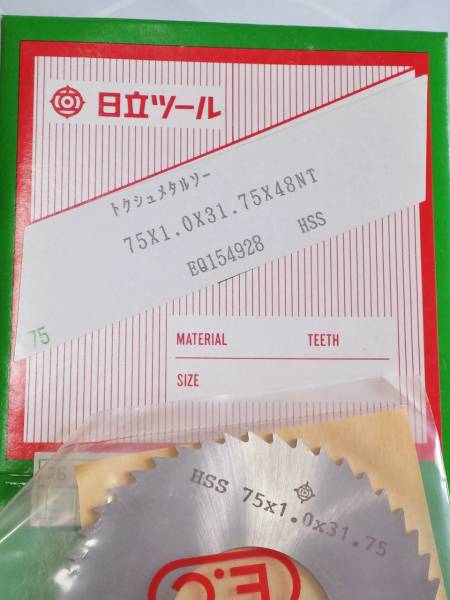 日立ツール
トクシュメタルソー
75X1.0X31.75X48NT
EQ154928 HSS
75
MATERIAL TEETH
SIZE
HSS 75x1.0x31.75
E.C